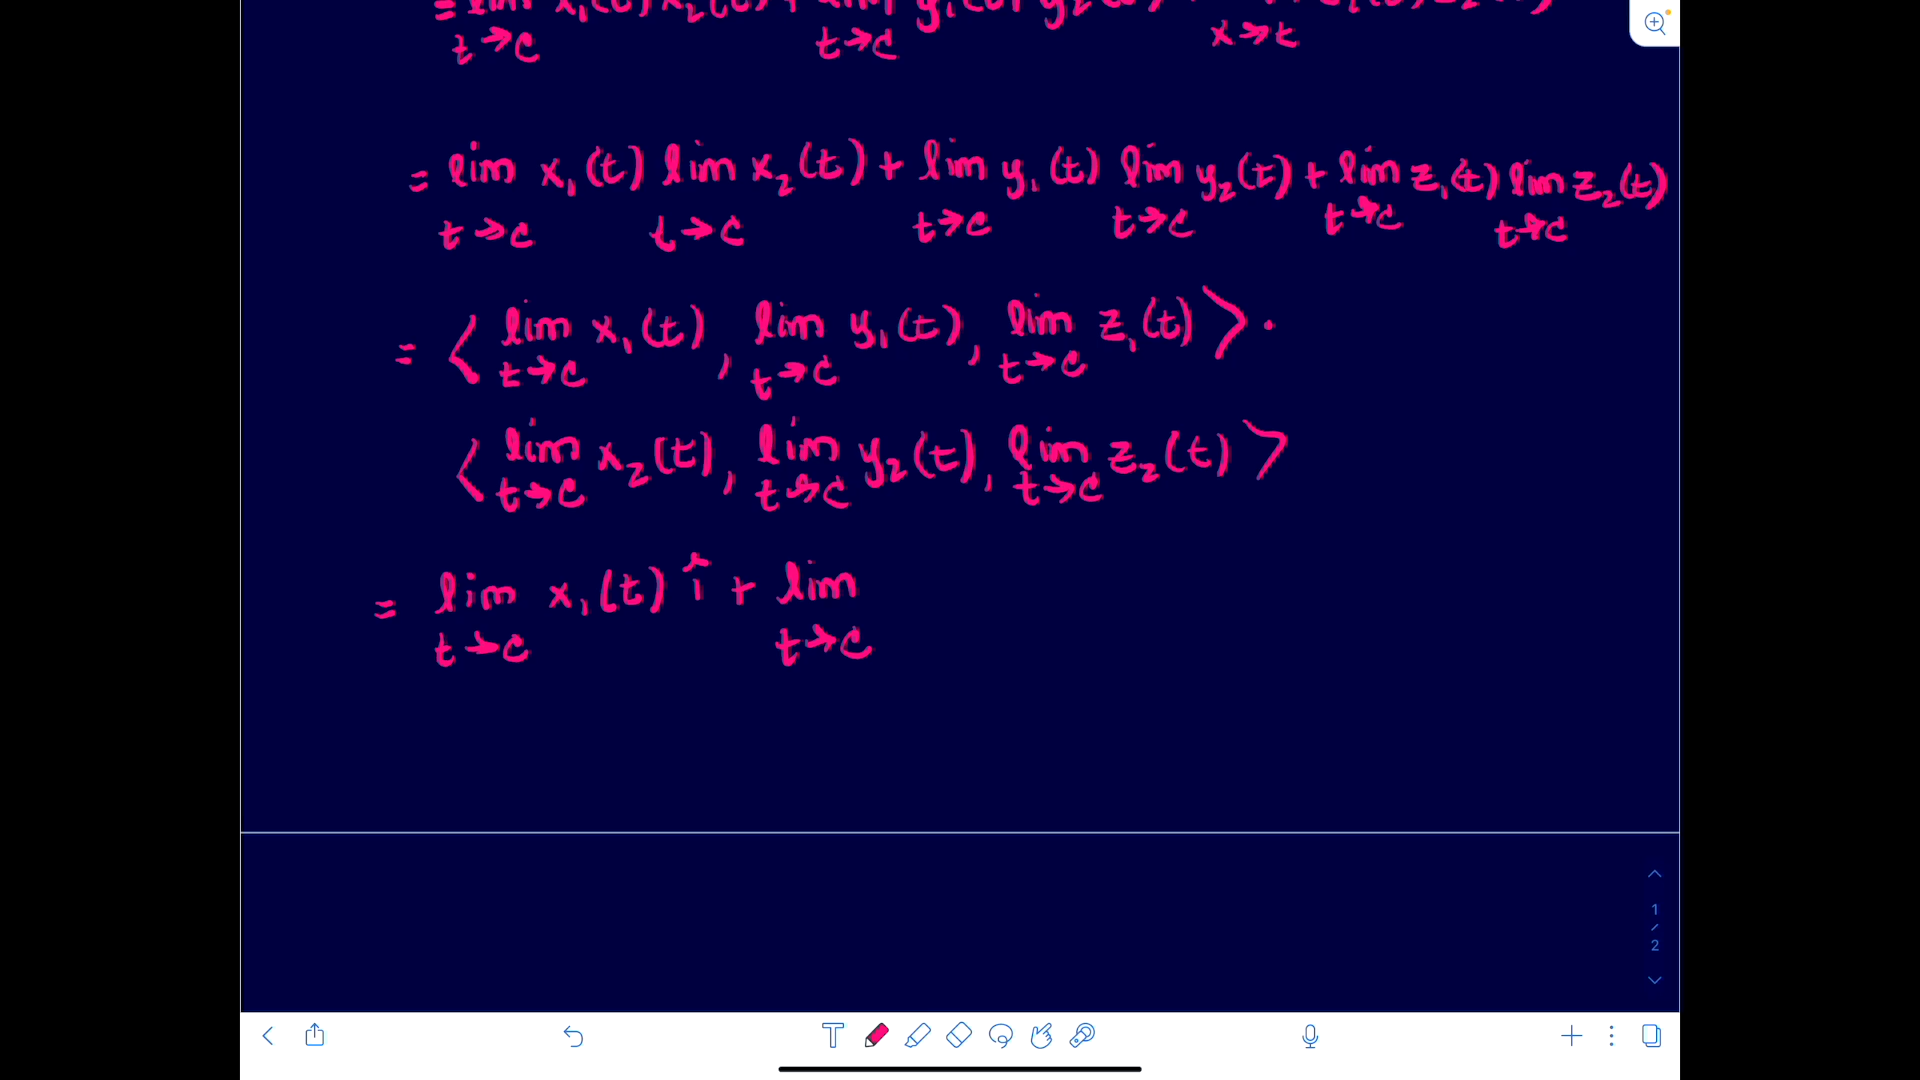 = lim x₁(t) lim x₂(t) + lim y₁(t) lim y₂(t) + lim z₁(t) lim z₂(t)
t→c t→c t→c t→c t→c t→c
= ⟨ lim x₁(t), lim y₁(t), lim z₁(t) ⟩ ·
t→c t→c t→c
⟨ lim x₂(t), lim y₂(t), lim z₂(t) ⟩
t→c t→c t→c
= lim x₁(t) î + lim
t→c t→c
1
/
2
T